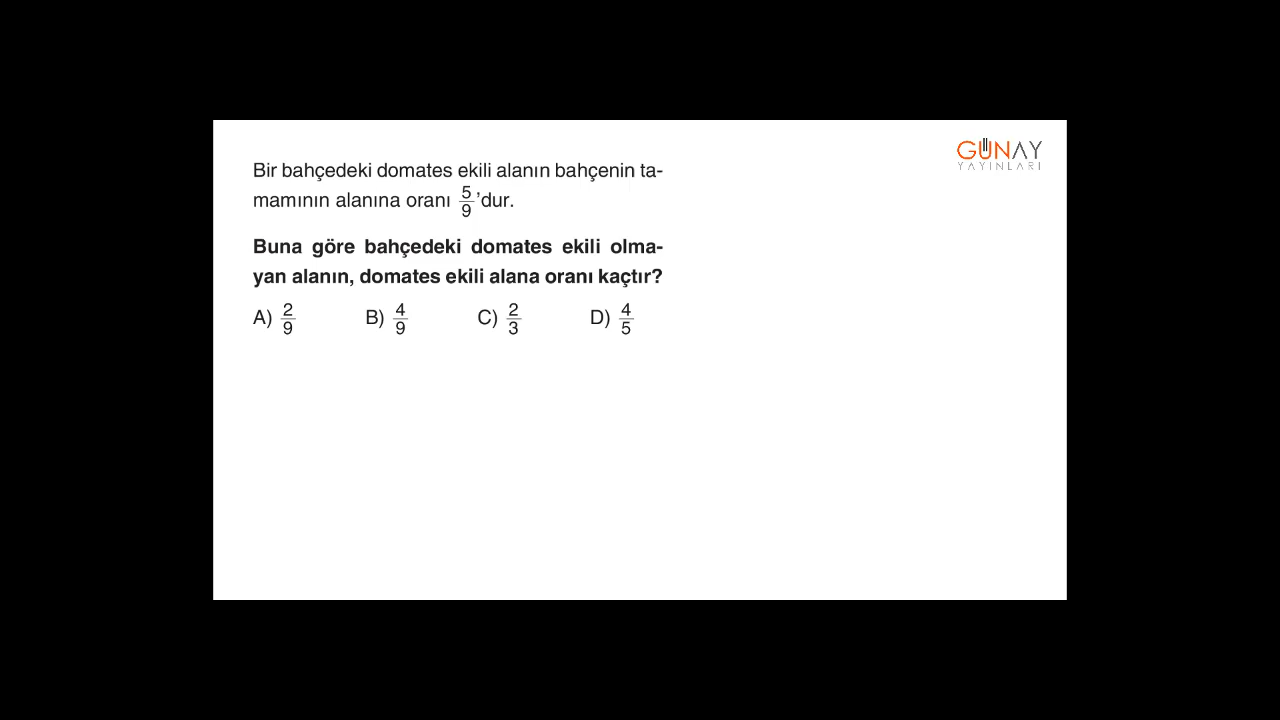 GÜNAY
YAYINLARI
Bir bahçedeki domates ekili alanın bahçenin ta-
mamının alanına oranı 5/9'dur.
Buna göre bahçedeki domates ekili olma-
yan alanın, domates ekili alana oranı kaçtır?
A) 2/9 B) 4/9 C) 2/3 D) 4/5